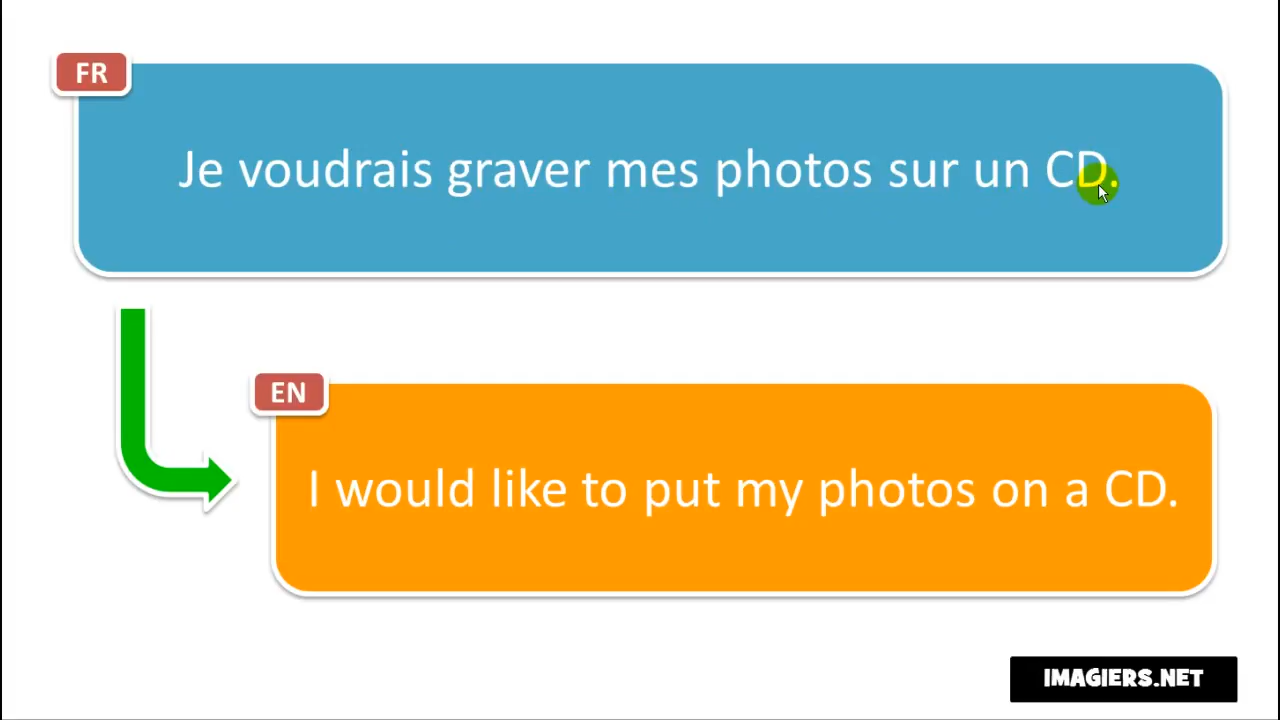 FR
Je voudrais graver mes photos sur un CD.
EN
I would like to put my photos on a CD.
IMAGIERS.NET